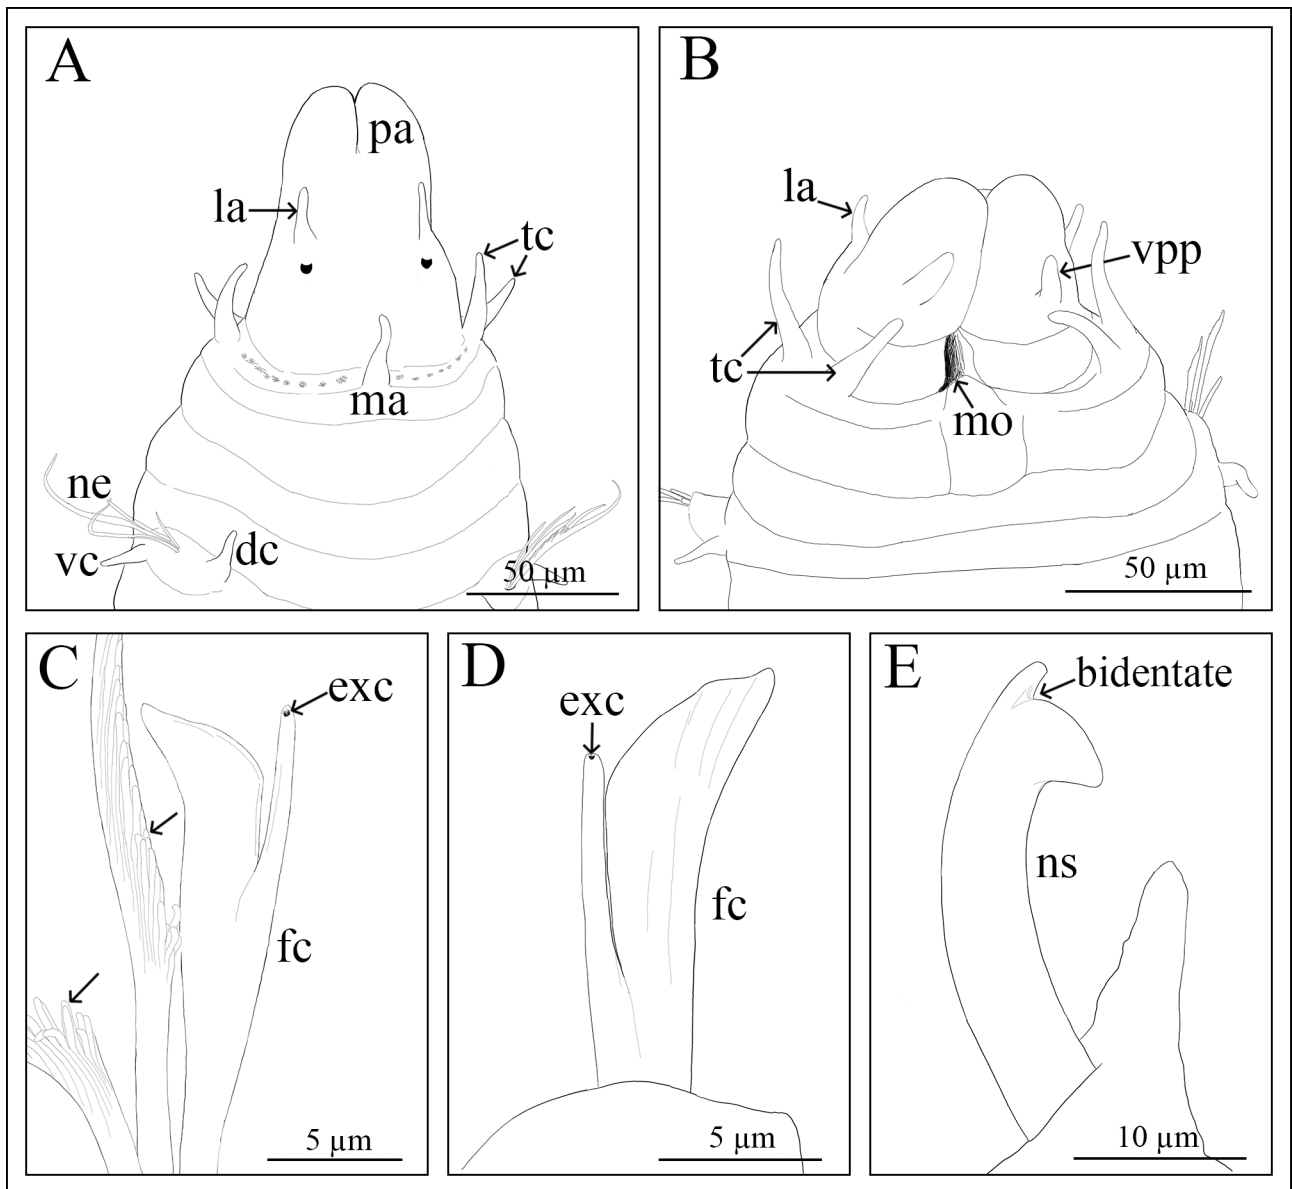 A
pa
la
tc
ma
ne
vc
dc
50 µm
B
la
vpp
tc
mo
50 µm
C
exc
fc
5 µm
D
exc
fc
5 µm
E
bidentate
ns
10 µm